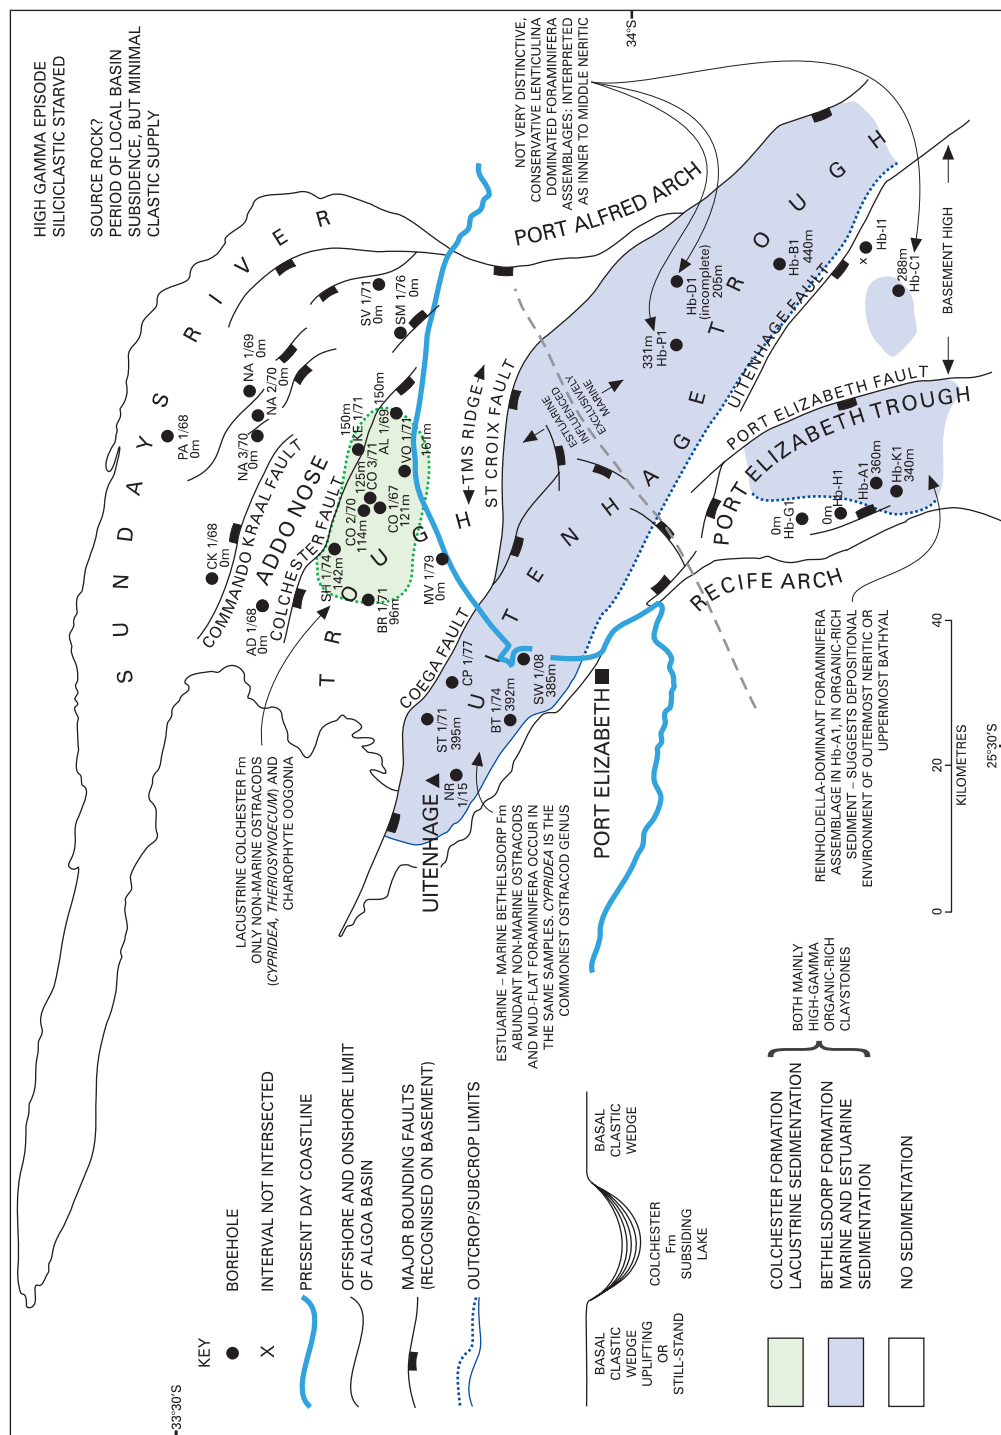 HIGH GAMMA EPISODE
SILICICLASTIC STARVED
SOURCE ROCK?
PERIOD OF LOCAL BASIN
SUBSIDENCE, BUT MINIMAL
CLASTIC SUPPLY
SUNDAYS RIVER
TROUGH
PA 1/68
0m
NA 1/69
0m
NA 2/70
0m
NA 3/70
0m
CK 1/68
0m
COMMANDO KRAAL FAULT
AD 1/68
0m
ADDO NOSE
COLCHESTER FAULT
SV 1/71
0m
SM 1/76
0m
150m
KE 1/71
150m
AL 1/69
CO 3/71
125m
VO 1/71
161m
CO 2/70
114m
CO 1/67
121m
SH 1/74
142m
BR 1/71
96m
MV 1/79
0m
TMS RIDGE
ST CROIX FAULT
PORT ALFRED ARCH
34°S
NOT VERY DISTINCTIVE,
CONSERVATIVE LENTICULINA
DOMINATED FORAMINIFERA
ASSEMBLAGES: INTERPRETED
AS INNER TO MIDDLE NERITIC
ESTUARINE
INFLUENCED
EXCLUSIVELY
MARINE
331m
Hb-P1
Hb-D1
(incomplete)
205m
Hb-B1
440m
x
Hb-I1
288m
Hb-C1
BASEMENT HIGH
UITENHAGE FAULT
UITENHAGE TROUGH
COEGA FAULT
CP 1/77
ST 1/71
395m
BT 1/74
392m
SW 1/08
385m
NR
1/15
UITENHAGE
PORT ELIZABETH
PORT ELIZABETH FAULT
PORT ELIZABETH TROUGH
0m
Hb-G1
0m
Hb-H1
Hb-A1
360m
Hb-K1
340m
RECIFE ARCH
LACUSTRINE COLCHESTER Fm
ONLY NON-MARINE OSTRACODS
(CYPRIDEA, THERIOSYNOECUM) AND
CHAROPHYTE OOGONIA
ESTUARINE – MARINE BETHELSDORP Fm
ABUNDANT NON-MARINE OSTRACODS
AND MUD-FLAT FORAMINIFERA OCCUR IN
THE SAME SAMPLES. CYPRIDEA IS THE
COMMONEST OSTRACOD GENUS
REINHOLDELLA-DOMINANT FORAMINIFERA
ASSEMBLAGE IN Hb-A1, IN ORGANIC-RICH
SEDIMENT – SUGGESTS DEPOSITIONAL
ENVIRONMENT OF OUTERMOST NERITIC OR
UPPERMOST BATHYAL
0 20 40
KILOMETRES
25°30'S
33°30'S
KEY
BOREHOLE
X INTERVAL NOT INTERSECTED
PRESENT DAY COASTLINE
OFFSHORE AND ONSHORE LIMIT
OF ALGOA BASIN
MAJOR BOUNDING FAULTS
(RECOGNISED ON BASEMENT)
OUTCROP/SUBCROP LIMITS
BASAL
CLASTIC
WEDGE
UPLIFTING
OR
STILL-STAND
COLCHESTER
Fm
SUBSIDING
LAKE
BASAL
CLASTIC
WEDGE
COLCHESTER FORMATION
LACUSTRINE SEDIMENTATION
BETHELSDORP FORMATION
MARINE AND ESTUARINE
SEDIMENTATION
NO SEDIMENTATION
BOTH MAINLY
HIGH-GAMMA
ORGANIC-RICH
CLAYSTONES